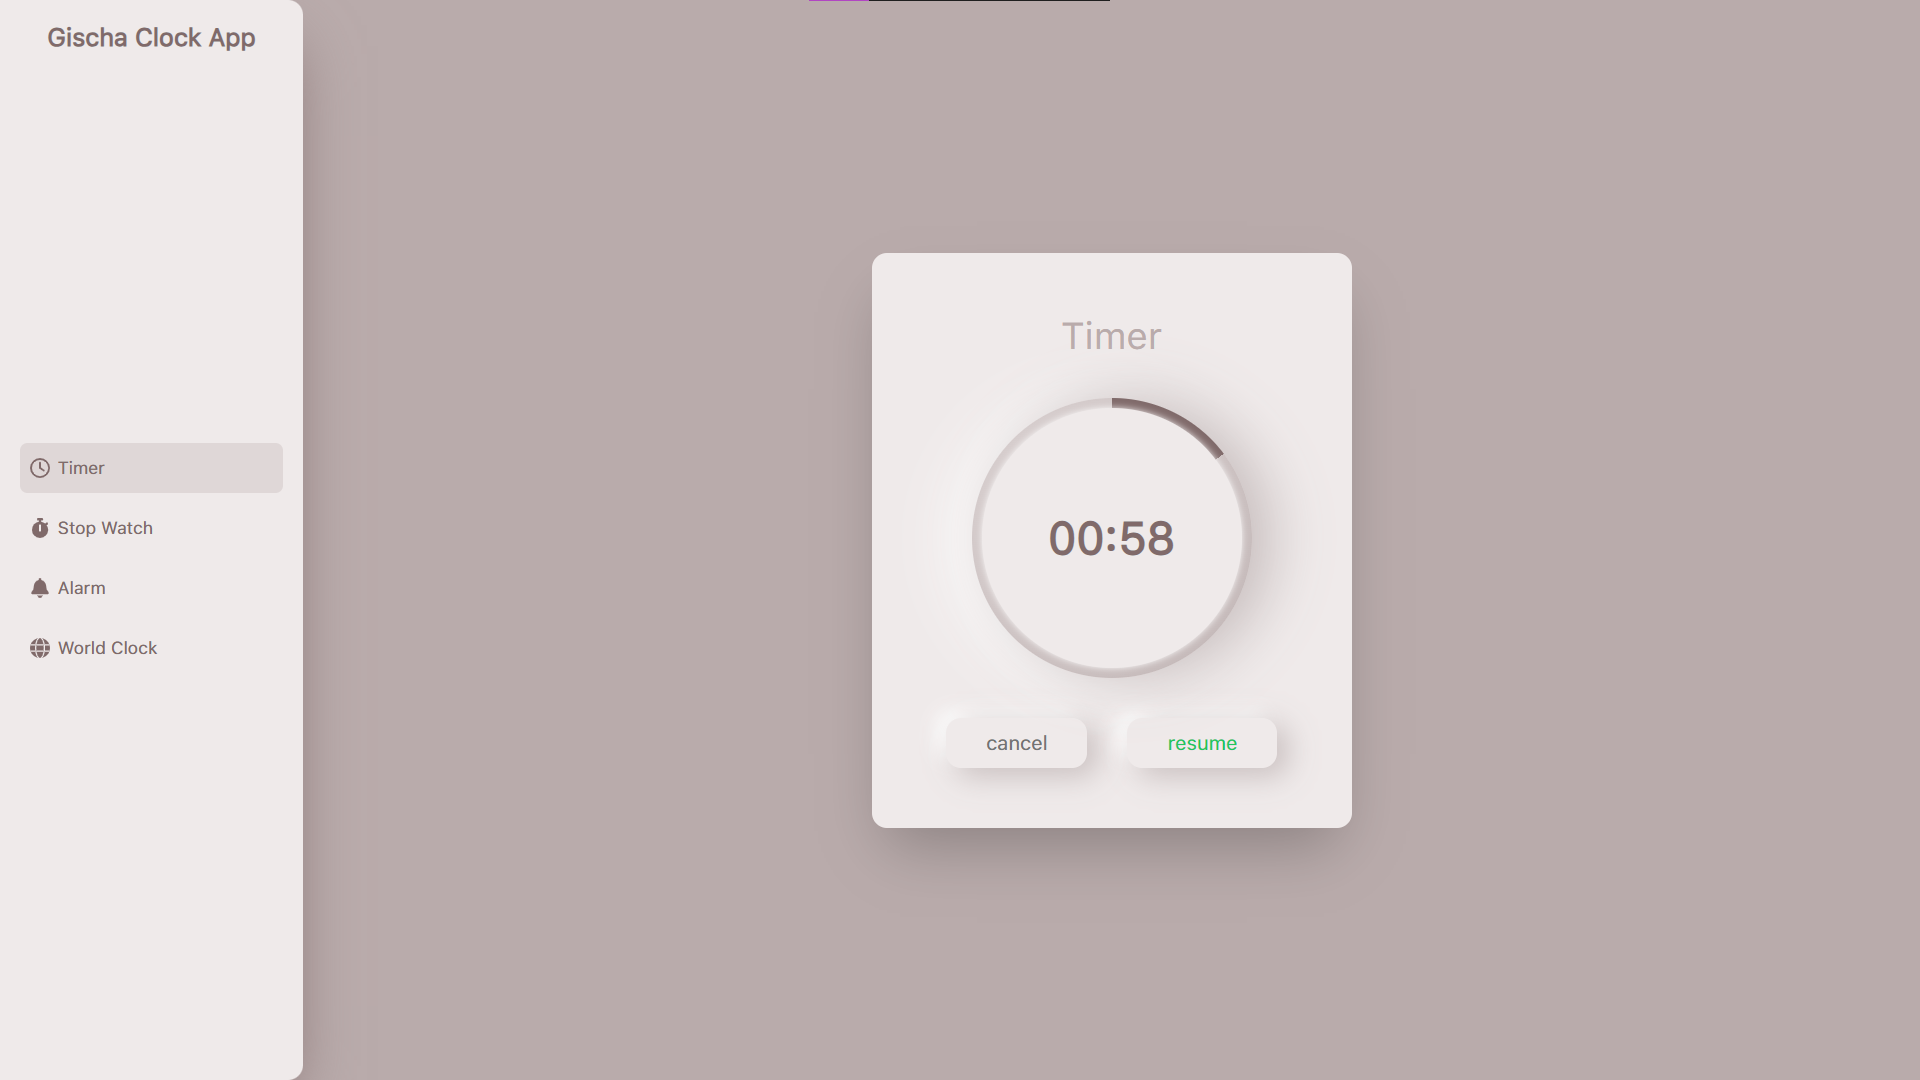 Gischa Clock App
Timer
Stop Watch
Alarm
World Clock
Timer
00:58
cancel
resume